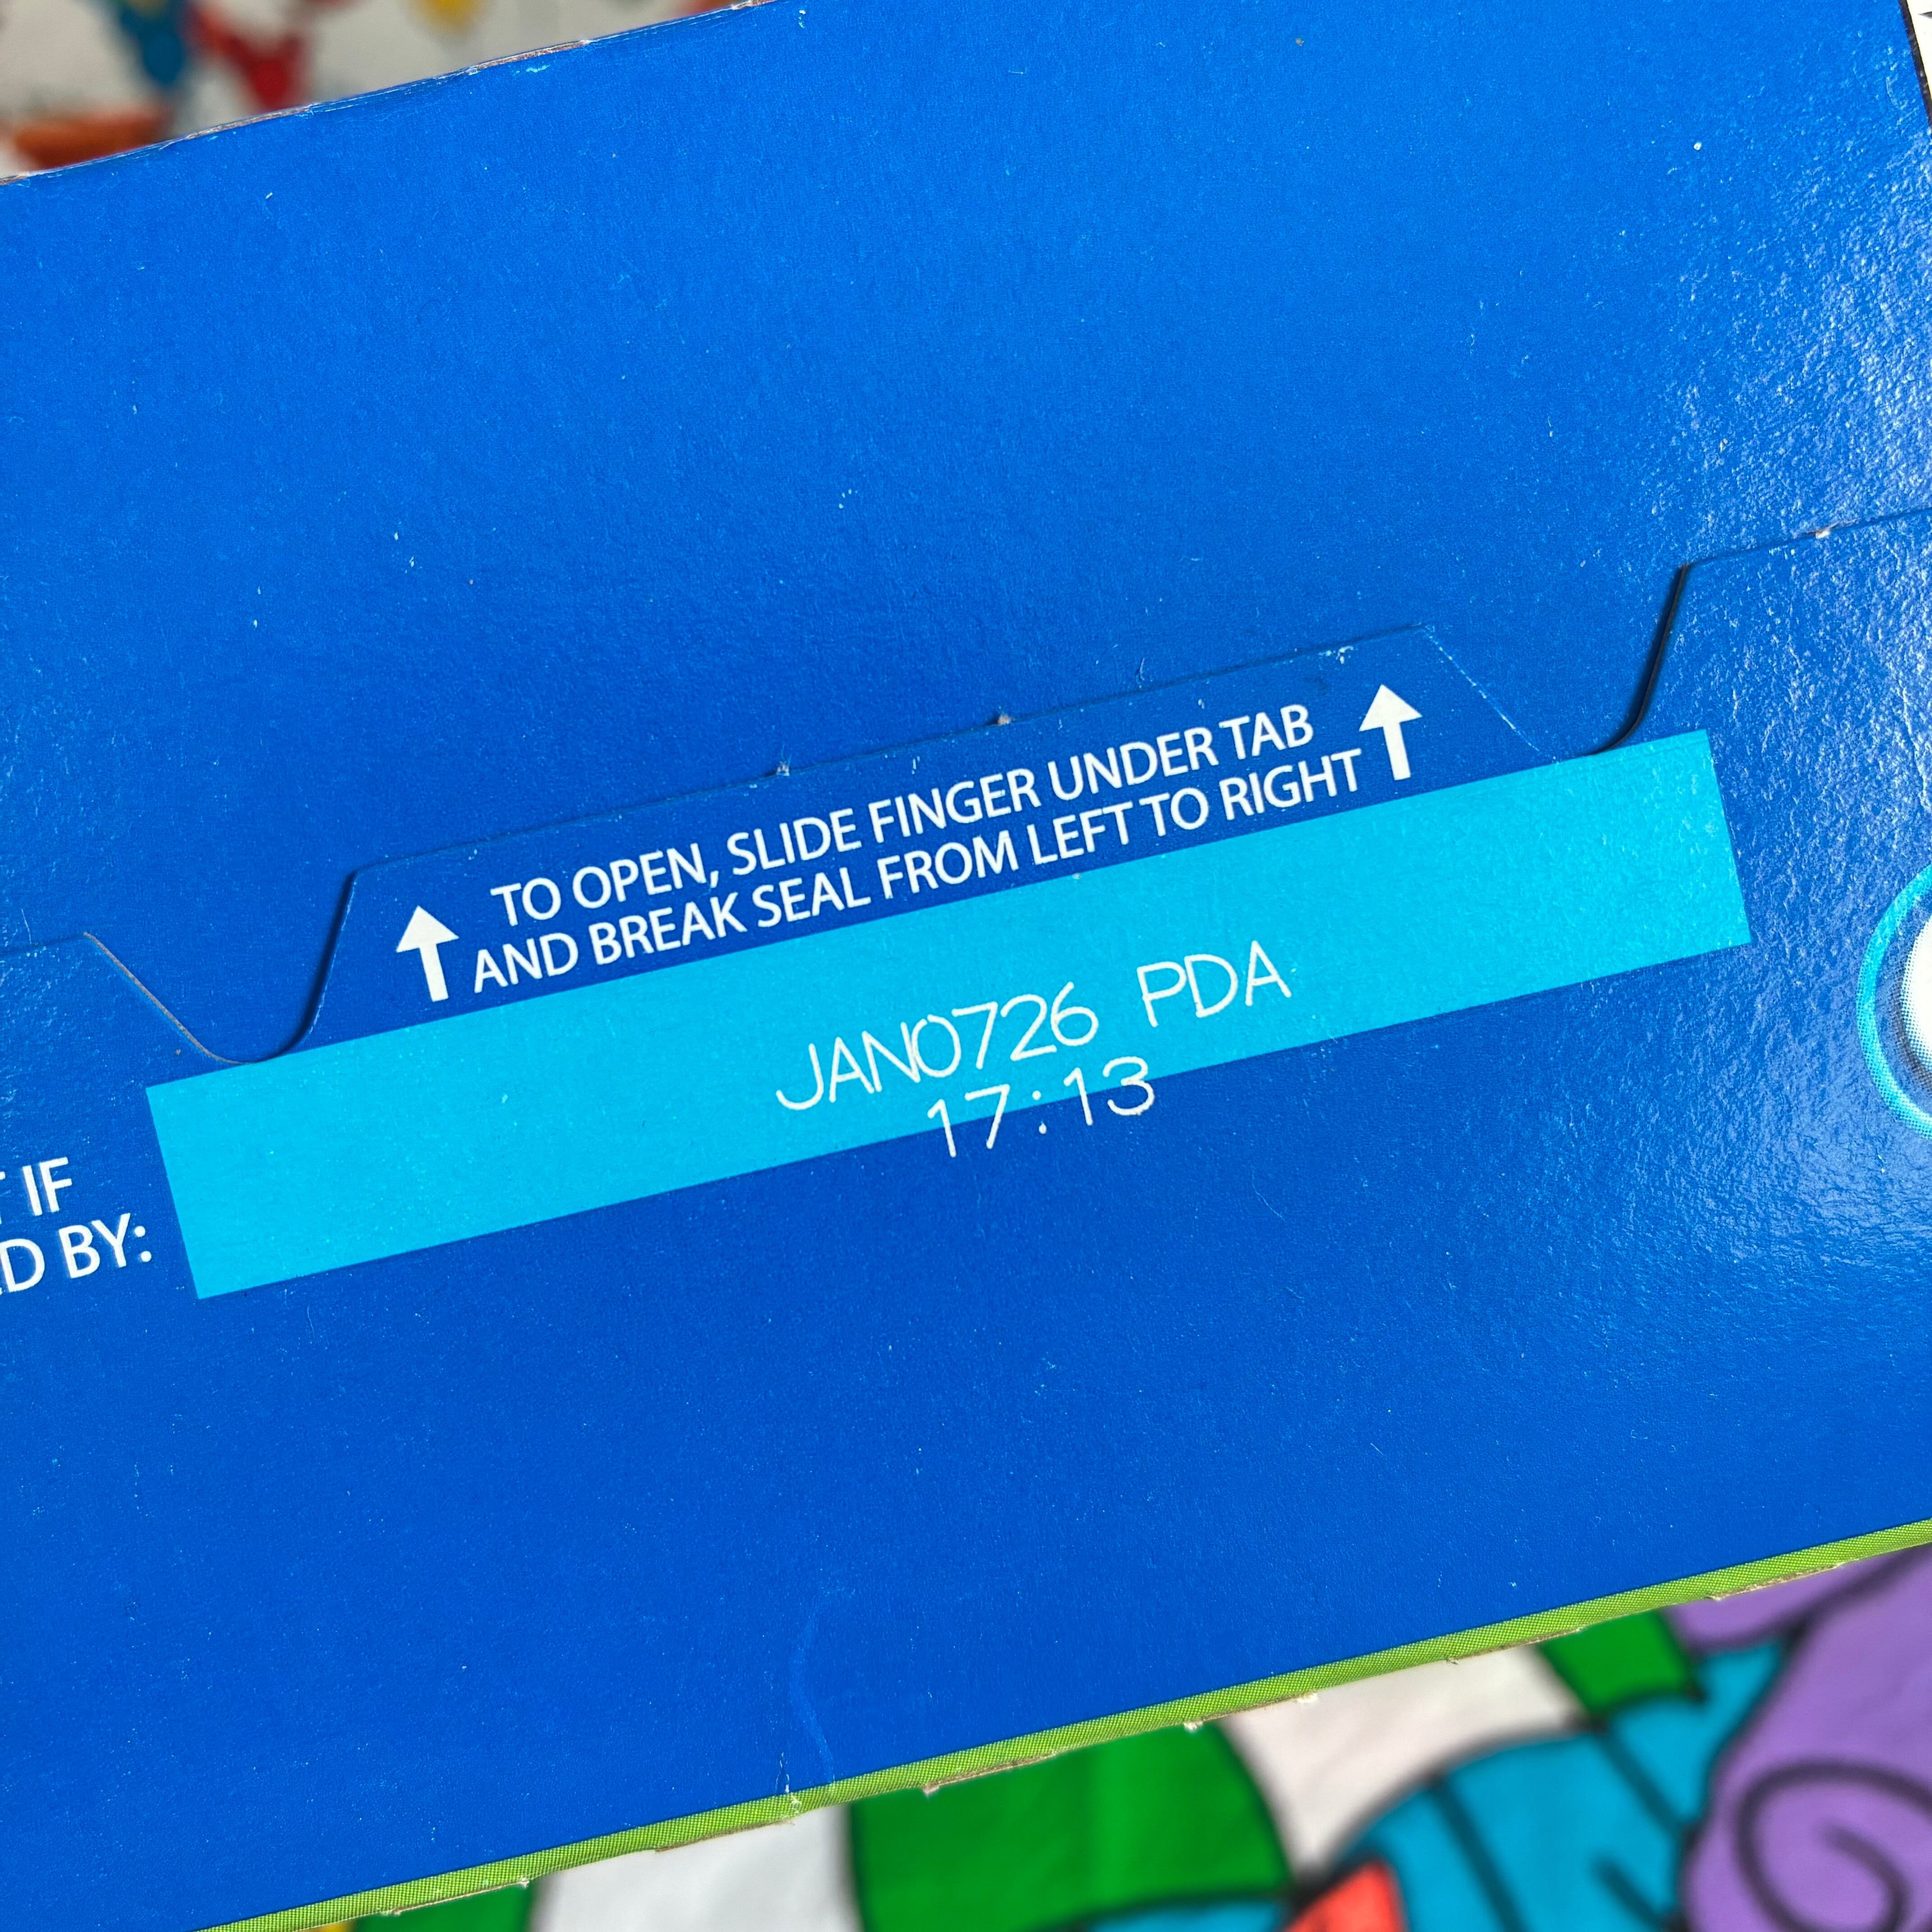 TO OPEN, SLIDE FINGER UNDER TAB
AND BREAK SEAL FROM LEFT TO RIGHT
JAN0726 PDA
17:13
IF
BY: